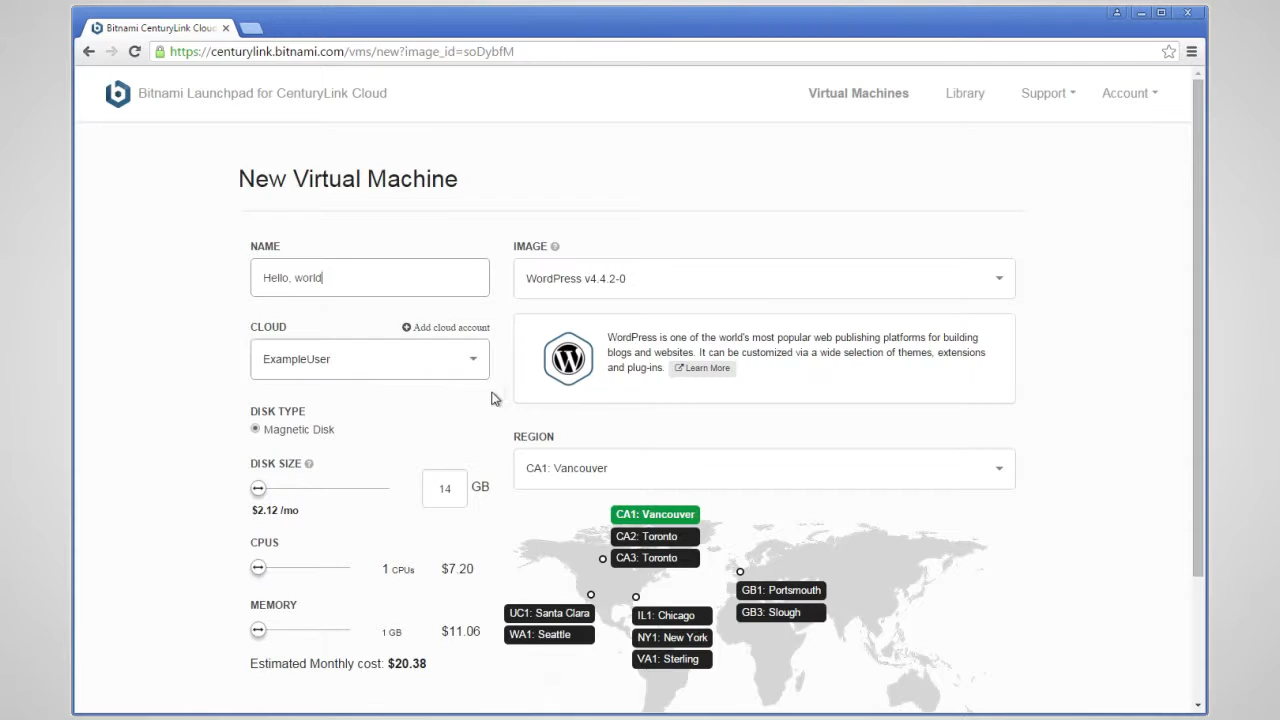 Bitnami CenturyLink Cloud
https://centurylink.bitnami.com/vms/new?image_id=soDybfM
Bitnami Launchpad for CenturyLink Cloud
Virtual Machines
Library
Support
Account
New Virtual Machine
NAME
Hello, world
CLOUD
Add cloud account
ExampleUser
DISK TYPE
Magnetic Disk
DISK SIZE
14 GB
$2.12 /mo
CPUS
1 CPUs $7.20
MEMORY
1 GB $11.06
Estimated Monthly cost: $20.38
IMAGE
WordPress v4.4.2-0
WordPress is one of the world's most popular web publishing platforms for building
blogs and websites. It can be customized via a wide selection of themes, extensions
and plug-ins. Learn More
REGION
CA1: Vancouver
CA1: Vancouver
CA2: Toronto
CA3: Toronto
GB1: Portsmouth
GB3: Slough
UC1: Santa Clara
WA1: Seattle
IL1: Chicago
NY1: New York
VA1: Sterling